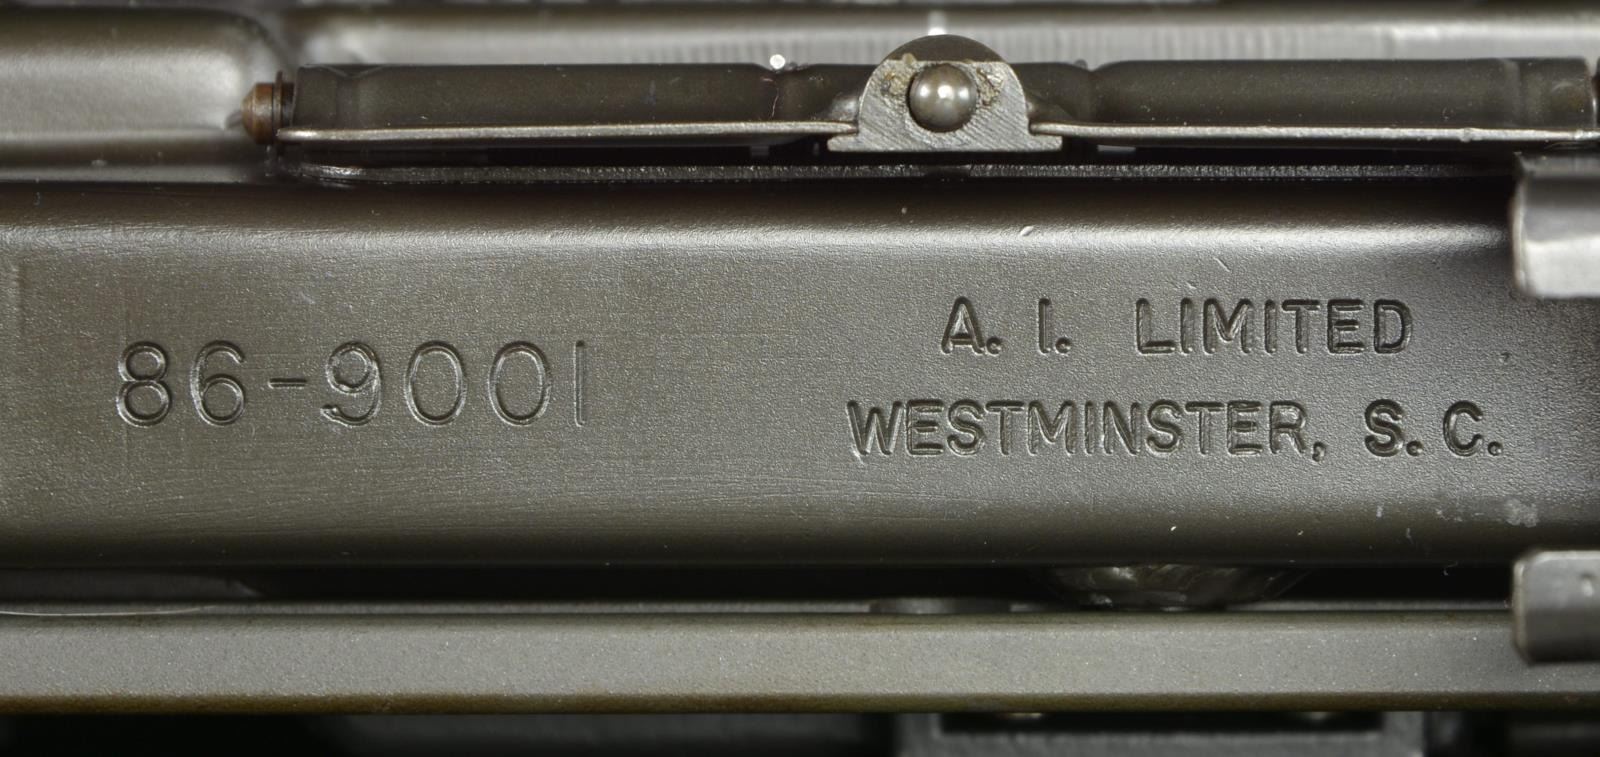 86-9001
A. I. LIMITED
WESTMINSTER, S. C.